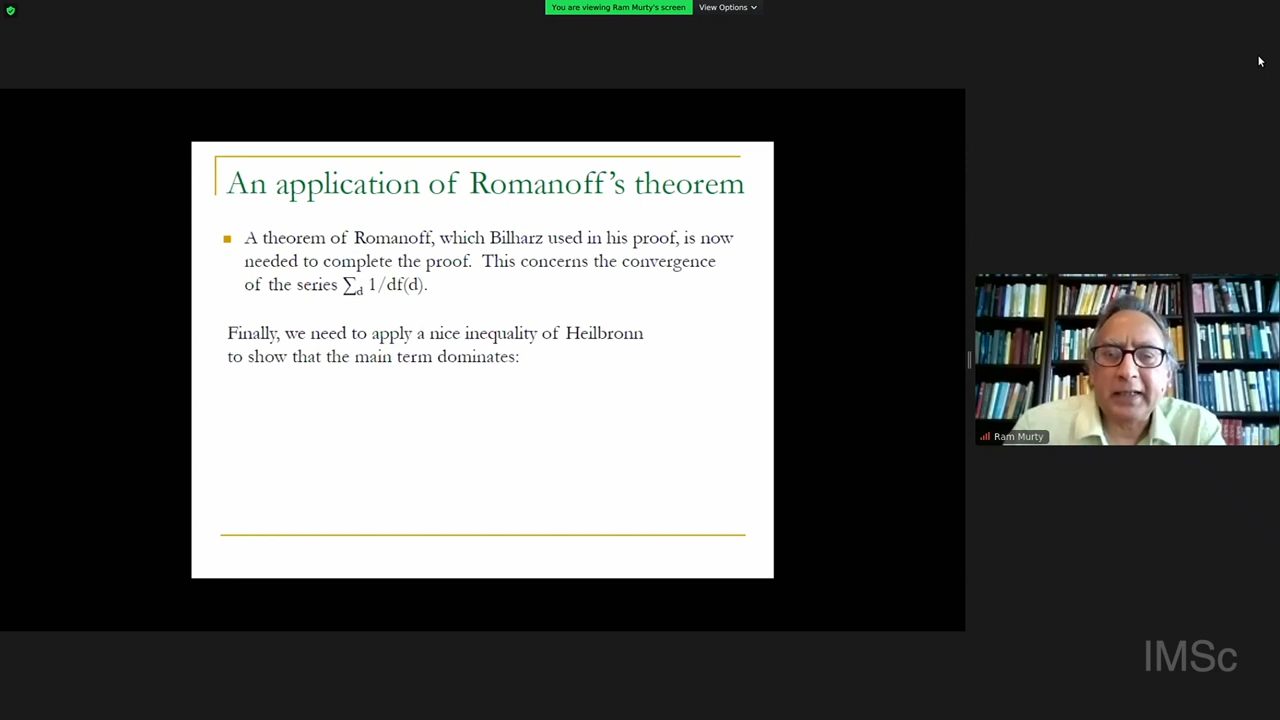 You are viewing Ram Murty's screen
View Options
An application of Romanoff's theorem
A theorem of Romanoff, which Bilharz used in his proof, is now
needed to complete the proof. This concerns the convergence
of the series ∑d 1/df(d).
Finally, we need to apply a nice inequality of Heilbronn
to show that the main term dominates:
Ram Murty
IMSc